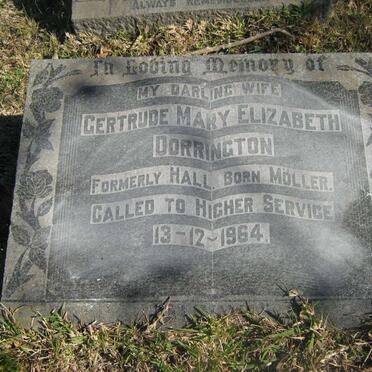 ALWAYS REMEMBERED
In Loving Memory of
MY DARLING WIFE
GERTRUDE MARY ELIZABETH
DORRINGTON
FORMERLY HALL BORN MÖLLER.
CALLED TO HIGHER SERVICE
13-12-1964.